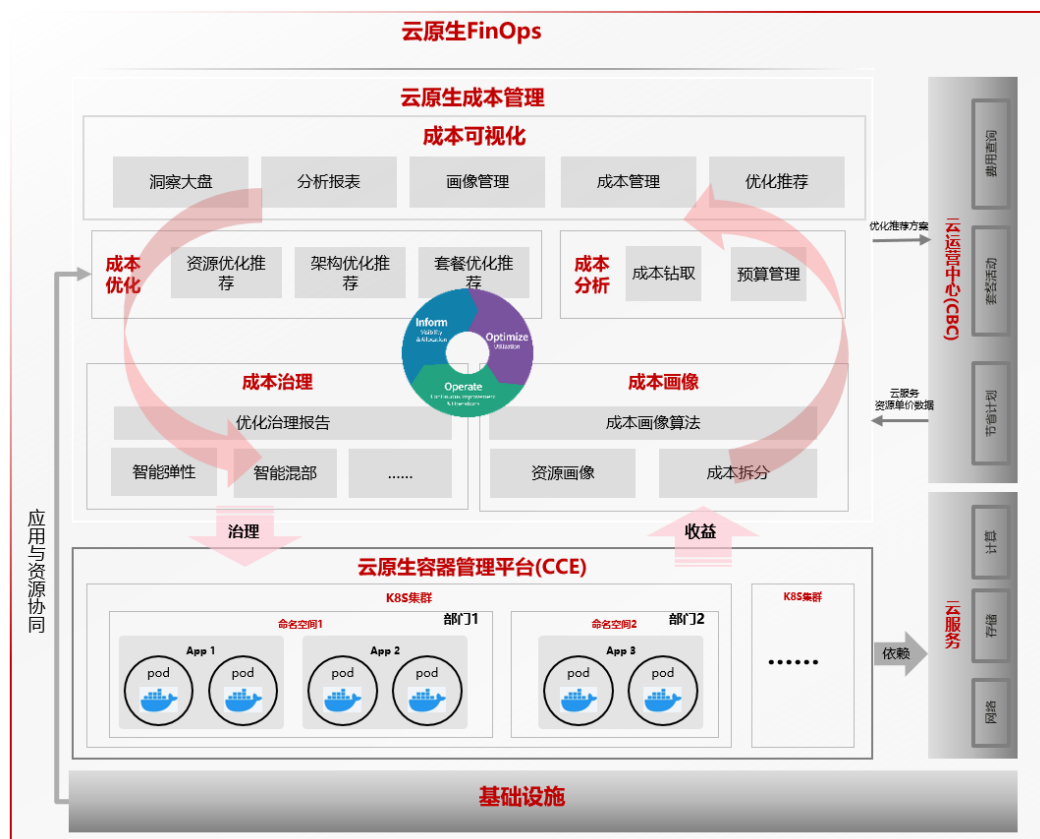 云原生FinOps
云原生成本管理
成本可视化
洞察大盘
分析报表
画像管理
成本管理
优化推荐
成本
优化
资源优化推
荐
架构优化推
荐
套餐优化推
荐
成本
分析
成本钻取
预算管理
Inform
Visibility
& Allocation
Optimize
Utilization
Operate
Continuous Improvement
& Operations
成本治理
优化治理报告
智能弹性
智能混部
……
成本画像
成本画像算法
资源画像
成本拆分
治理
收益
优化推荐方案
云服务
资源单价数据
云运营中心(CBC)
费用查询
套餐活动
节省计划
应用与资源协同
云原生容器管理平台(CCE)
K8S集群
部门1
命名空间1
App 1
pod
pod
App 2
pod
pod
部门2
命名空间2
App 3
pod
pod
K8S集群
……
依赖
云服务
计算
存储
网络
基础设施